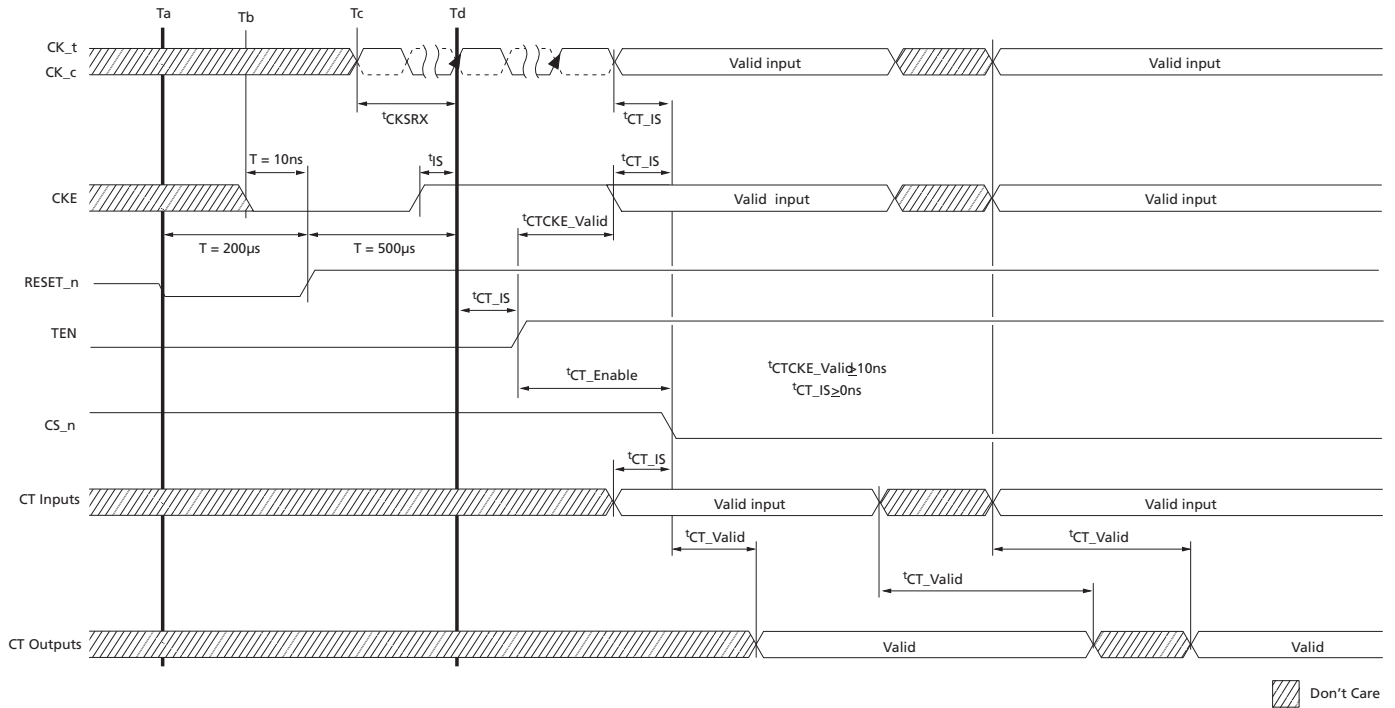 Ta
Tb
Tc
Td
CK_t
CK_c
Valid input
Valid input
tCKSRX
tCT_IS
T = 10ns
tIS
tCT_IS
CKE
Valid input
Valid input
tCTCKE_Valid
T = 200µs
T = 500µs
RESET_n
tCT_IS
TEN
tCT_Enable
tCTCKE_Valid≥10ns
tCT_IS≥0ns
CS_n
tCT_IS
CT Inputs
Valid input
Valid input
tCT_Valid
tCT_Valid
tCT_Valid
CT Outputs
Valid
Valid
Don't Care